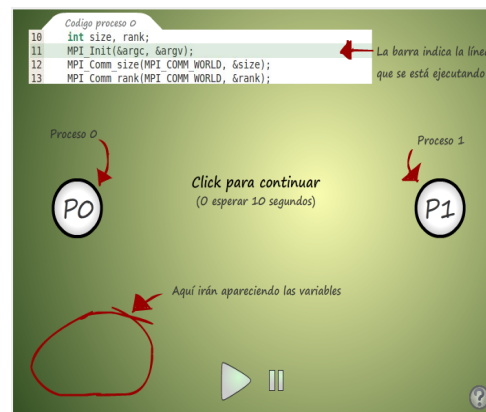 Codigo proceso 0
10 int size, rank;
11 MPI_Init(&argc, &argv);
12 MPI_Comm_size(MPI_COMM_WORLD, &size);
13 MPI_Comm_rank(MPI_COMM_WORLD, &rank);
La barra indica la línea
que se está ejecutando
Proceso 0
Proceso 1
P0
Click para continuar
(O esperar 10 segundos)
P1
Aquí irán apareciendo las variables
?